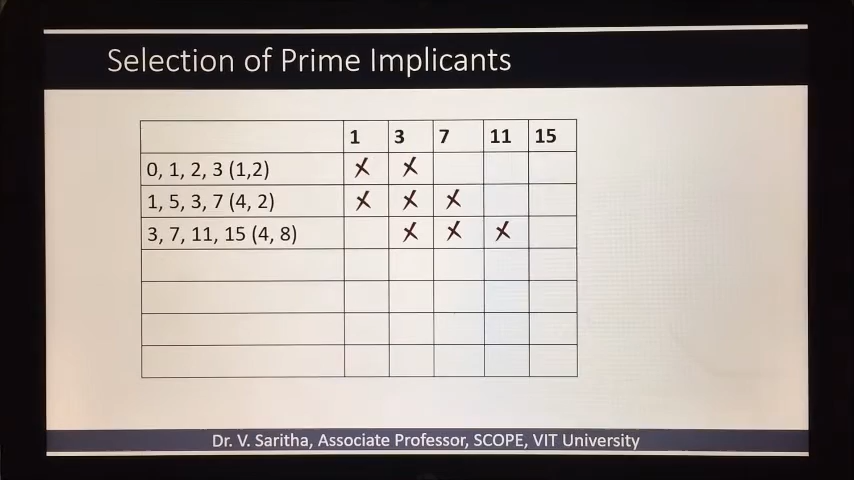 Selection of Prime Implicants
1 3 7 11 15
0, 1, 2, 3 (1,2) X X
1, 5, 3, 7 (4, 2) X X X
3, 7, 11, 15 (4, 8) X X X
Dr. V. Saritha, Associate Professor, SCOPE, VIT University